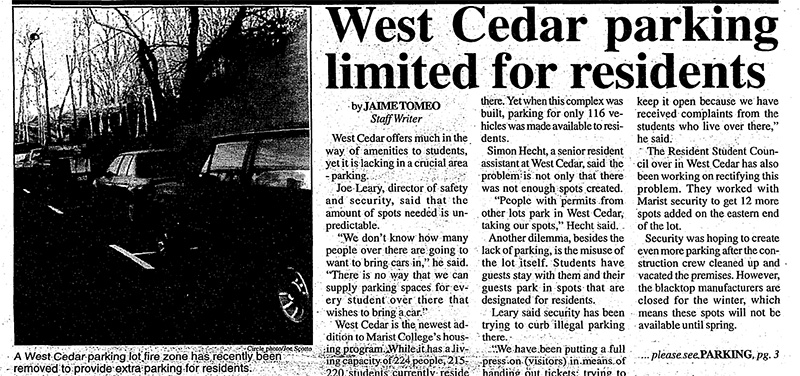 West Cedar parking
limited for residents
by JAIME TOMEO
Staff Writer
West Cedar offers much in the
way of amenities to students,
yet it is lacking in a crucial area
- parking.
Joe Leary, director of safety
and security, said that the
amount of spots needed is un-
predictable.
"We don't know how many
people over there are going to
want to bring cars in," he said.
"There is no way that we can
supply parking spaces for ev-
ery student over there that
wishes to bring a car."
West Cedar is the newest ad-
dition to Marist College's hous-
ing program. While it has a liv-
ing capacity of 224 people, 215-
220 students currently reside
there. Yet when this complex was
built, parking for only 116 ve-
hicles was made available to resi-
dents.
Simon Hecht, a senior resident
assistant at West Cedar, said the
problem is not only that there
was not enough spots created.
"People with permits from
other lots park in West Cedar,
taking our spots," Hecht said.
Another dilemma, besides the
lack of parking, is the misuse of
the lot itself. Students have
guests stay with them and their
guests park in spots that are
designated for residents.
Leary said security has been
trying to curb illegal parking
there.
"We have been putting a full
press on (visitors) in means of
handing out tickets; trying to
keep it open because we have
received complaints from the
students who live over there,"
he said.
The Resident Student Coun-
cil over in West Cedar has also
been working on rectifying this
problem. They worked with
Marist security to get 12 more
spots added on the eastern end
of the lot.
Security was hoping to create
even more parking after the
construction crew cleaned up and
vacated the premises. However,
the blacktop manufacturers are
closed for the winter, which
means these spots will not be
available until spring.
...please see PARKING, pg. 3
Circle photo/Joe Scotto
A West Cedar parking lot fire zone has recently been
removed to provide extra parking for residents.